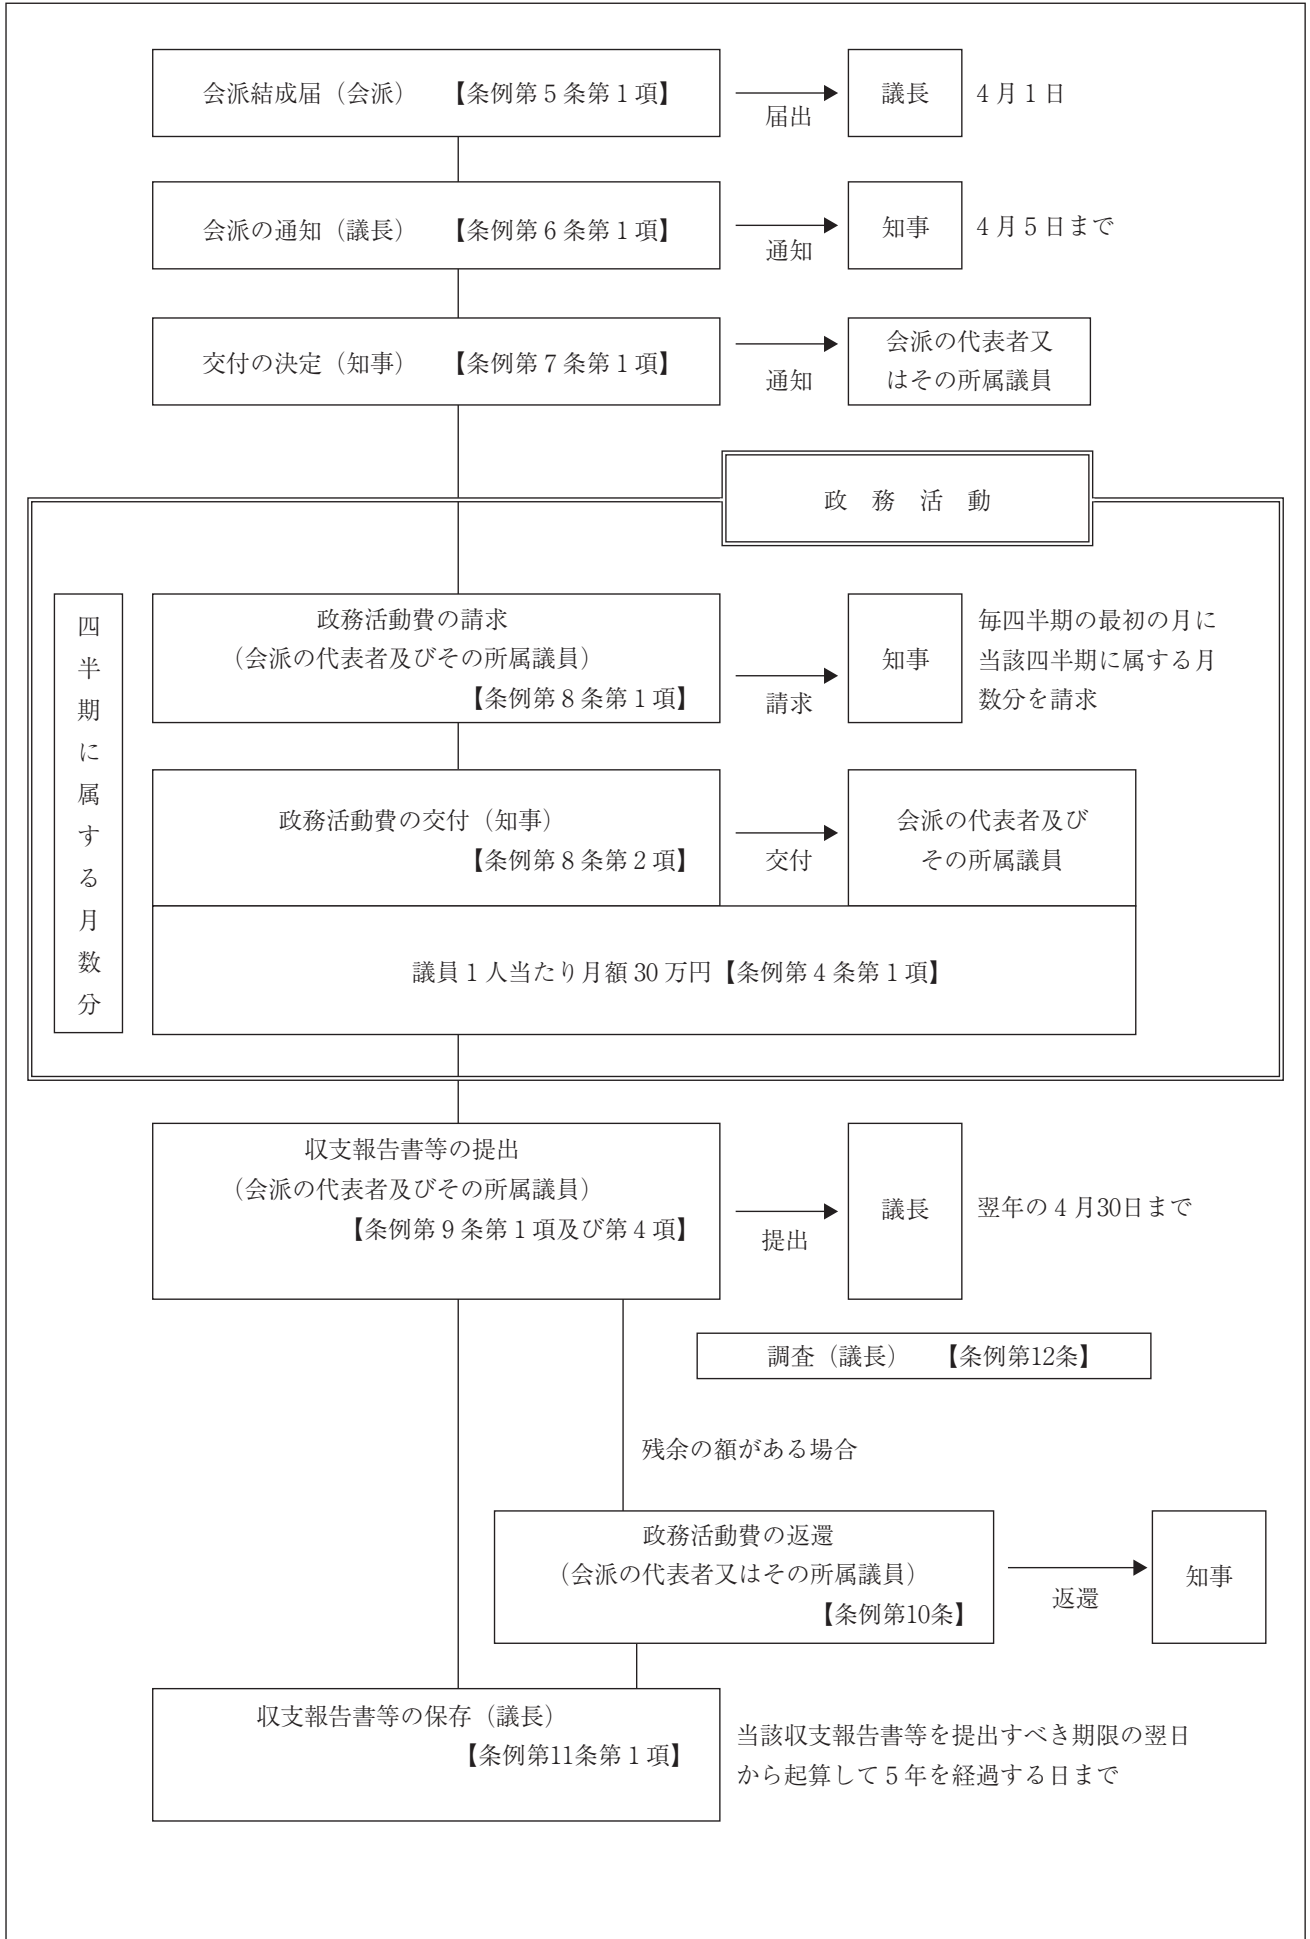 会派結成届（会派）　【条例第５条第１項】
届出
議長
４月１日
会派の通知（議長）　【条例第６条第１項】
通知
知事
４月５日まで
交付の決定（知事）　【条例第７条第１項】
通知
会派の代表者又
はその所属議員
政　務　活　動
四半期に属する月数分
政務活動費の請求
（会派の代表者及びその所属議員）
【条例第８条第１項】
請求
知事
毎四半期の最初の月に
当該四半期に属する月
数分を請求
政務活動費の交付（知事）
【条例第８条第２項】
交付
会派の代表者及び
その所属議員
議員１人当たり月額30万円【条例第４条第１項】
収支報告書等の提出
（会派の代表者及びその所属議員）
【条例第９条第１項及び第４項】
提出
議長
翌年の４月30日まで
調査（議長）　【条例第12条】
残余の額がある場合
政務活動費の返還
（会派の代表者又はその所属議員）
【条例第10条】
返還
知事
収支報告書等の保存（議長）
【条例第11条第１項】
当該収支報告書等を提出すべき期限の翌日
から起算して５年を経過する日まで